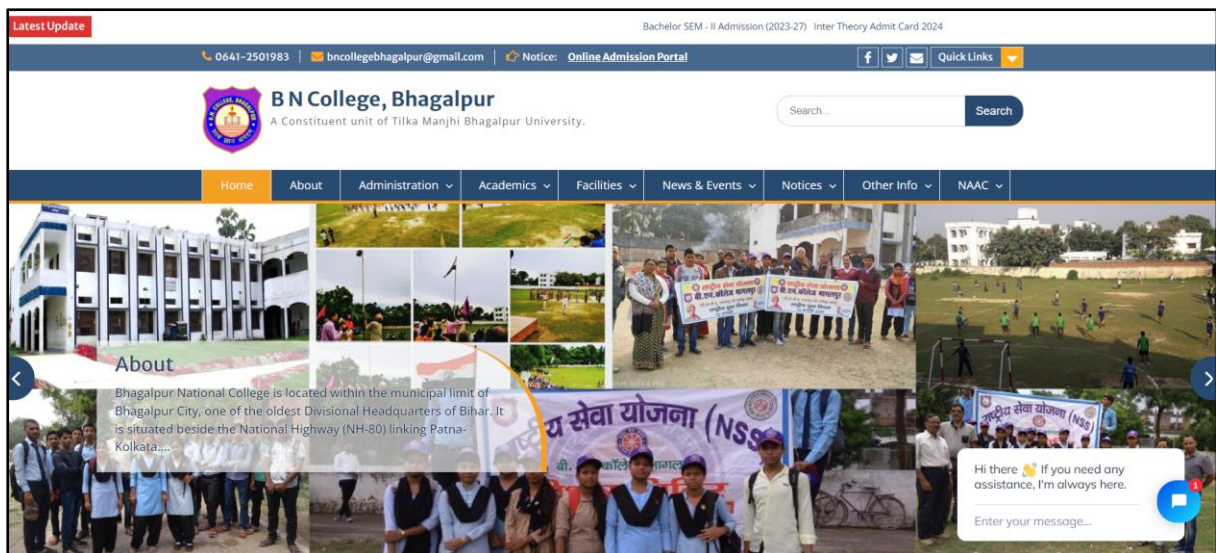 Latest Update
Bachelor SEM - II Admission (2023-27) Inter Theory Admit Card 2024
0641-2501983
bncollegebhagalpur@gmail.com
Notice: Online Admission Portal
Quick Links
B N College, Bhagalpur
A Constituent unit of Tilka Manjhi Bhagalpur University.
Search...
Search
Home
About
Administration
Academics
Facilities
News & Events
Notices
Other Info
NAAC
राष्ट्रीय सेवा योजना
बी.एन.कॉलेज भागलपुर
About
Bhagalpur National College is located within the municipal limit of
Bhagalpur City, one of the oldest Divisional Headquarters of Bihar. It
is situated beside the National Highway (NH-80) linking Patna-
Kolkata....
राष्ट्रीय सेवा योजना (NSS)
सेवा योजना (NSS)
Hi there 👋 If you need any
assistance, I'm always here.
Enter your message...
1